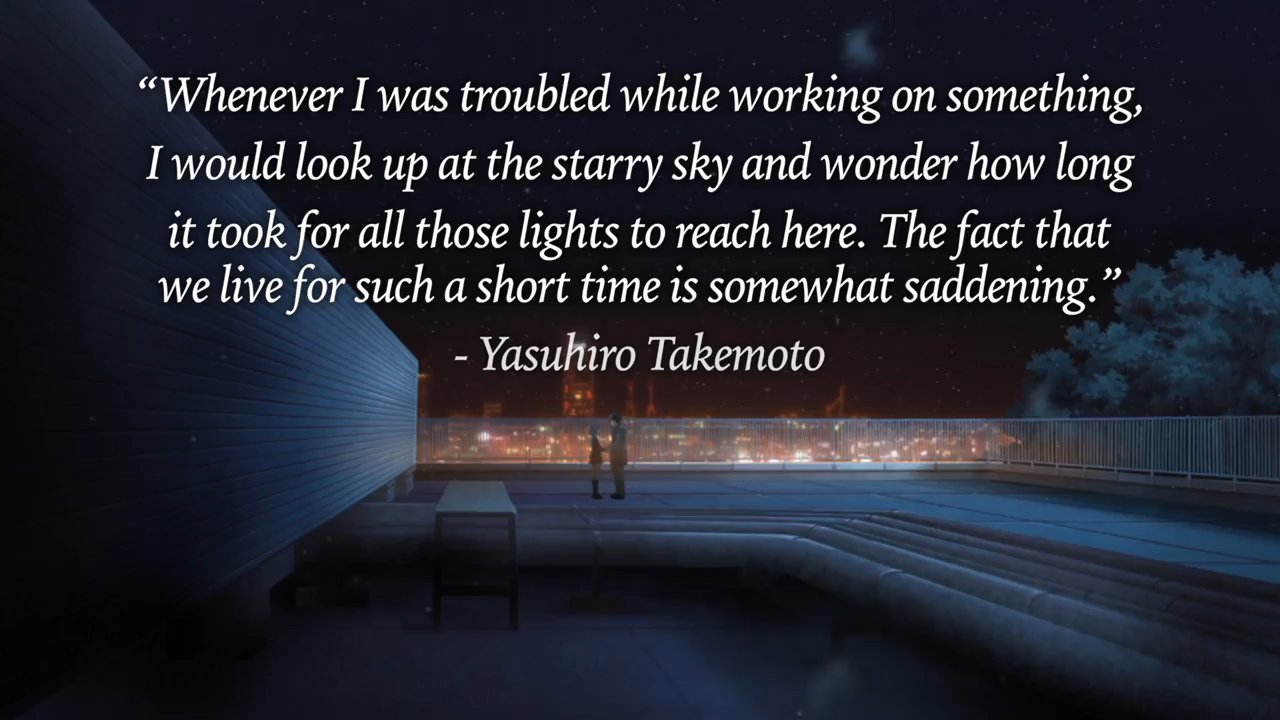 “Whenever I was troubled while working on something,
I would look up at the starry sky and wonder how long
it took for all those lights to reach here. The fact that
we live for such a short time is somewhat saddening.”
- Yasuhiro Takemoto